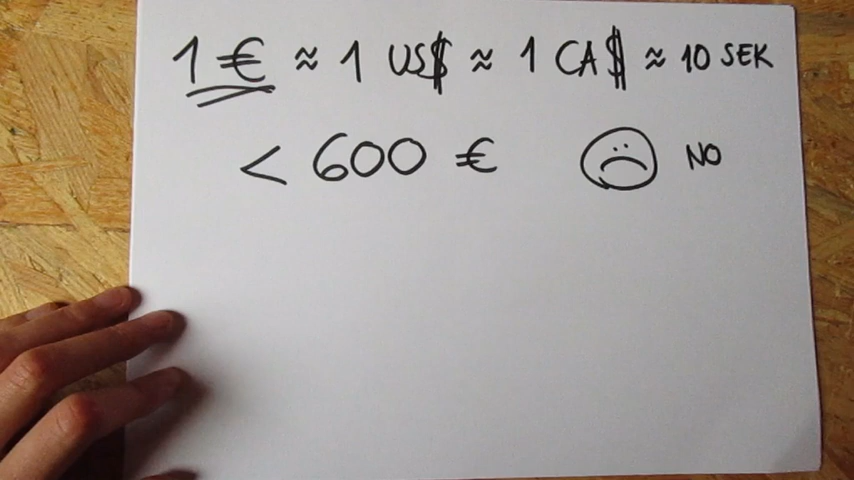 1 € ≈ 1 US$ ≈ 1 CA$ ≈ 10 SEK
< 600 € NO